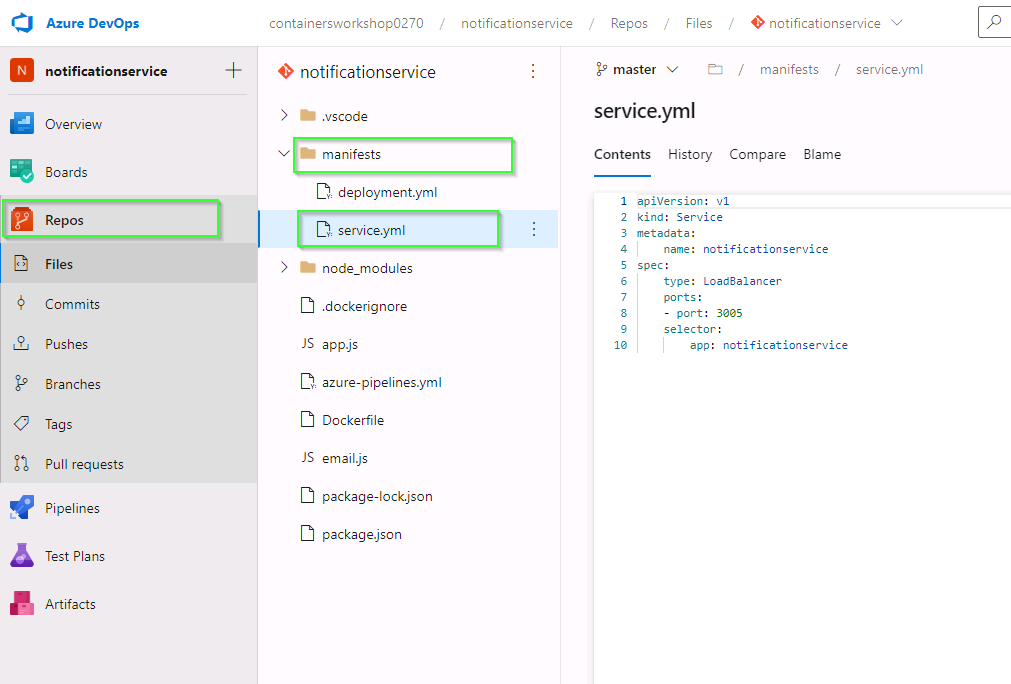 Azure DevOps
containersworkshop0270 / notificationservice / Repos / Files / notificationservice
N notificationservice
Overview
Boards
Repos
Files
Commits
Pushes
Branches
Tags
Pull requests
Pipelines
Test Plans
Artifacts
notificationservice
.vscode
manifests
deployment.yml
service.yml
node_modules
.dockerignore
JS app.js
azure-pipelines.yml
Dockerfile
JS email.js
package-lock.json
package.json
master / manifests / service.yml
service.yml
Contents History Compare Blame
1 apiVersion: v1
2 kind: Service
3 metadata:
4 name: notificationservice
5 spec:
6 type: LoadBalancer
7 ports:
8 - port: 3005
9 selector:
10 app: notificationservice